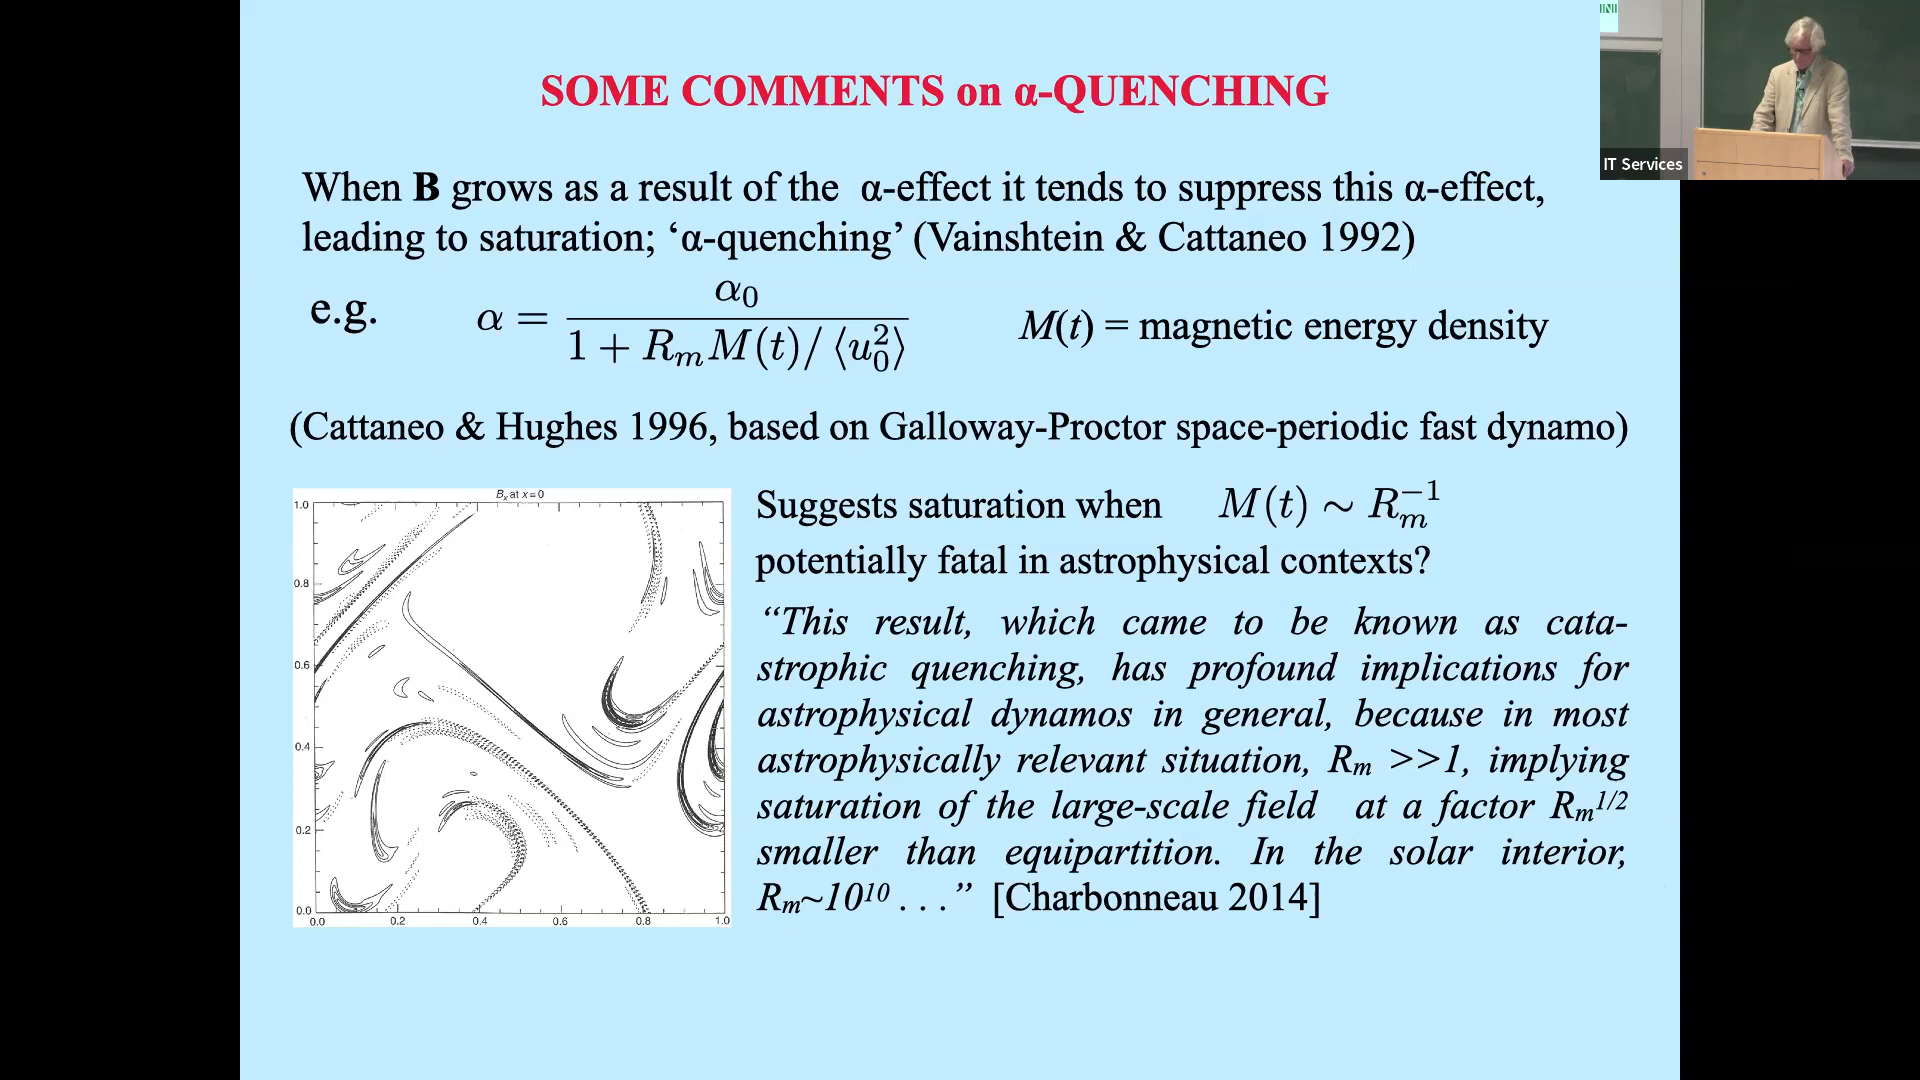 SOME COMMENTS on α-QUENCHING
IT Services
When B grows as a result of the α-effect it tends to suppress this α-effect,
leading to saturation; ‘α-quenching’ (Vainshtein & Cattaneo 1992)
e.g. α = α₀ / (1 + RₘM(t)/⟨u₀²⟩) M(t) = magnetic energy density
(Cattaneo & Hughes 1996, based on Galloway-Proctor space-periodic fast dynamo)
Bₓ at x=0
1.0
0.8
0.6
0.4
0.2
0.0
0.0 0.2 0.4 0.6 0.8 1.0
Suggests saturation when M(t) ∼ Rₘ⁻¹
potentially fatal in astrophysical contexts?
“This result, which came to be known as cata-
strophic quenching, has profound implications for
astrophysical dynamos in general, because in most
astrophysically relevant situation, Rₘ >>1, implying
saturation of the large-scale field at a factor Rₘ^1/2
smaller than equipartition. In the solar interior,
Rₘ~10¹⁰ . . .” [Charbonneau 2014]